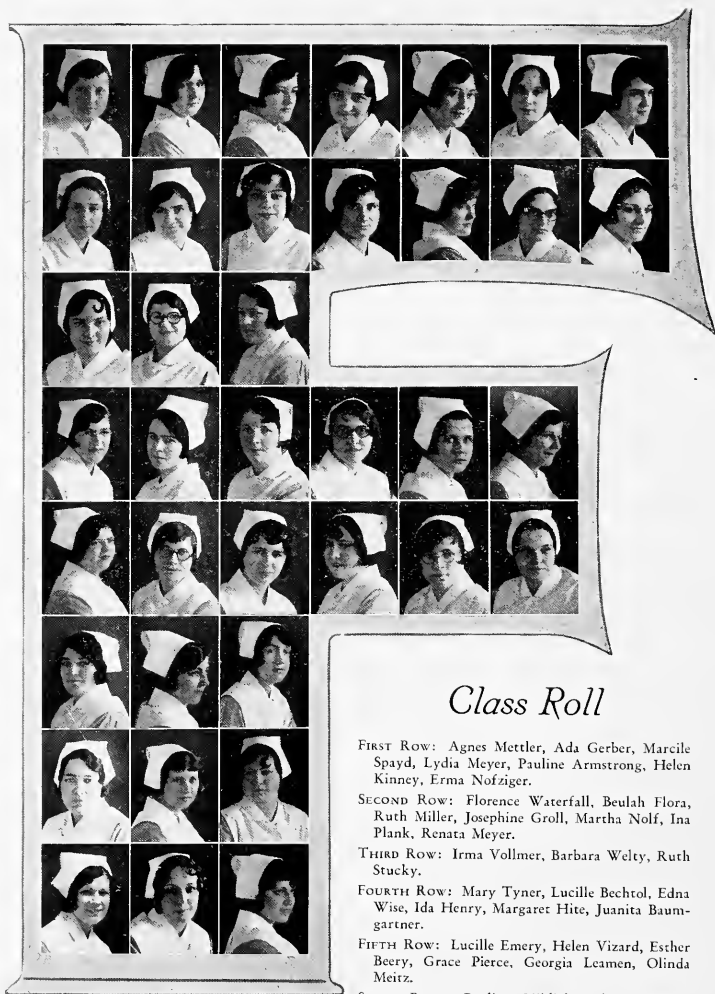 Class Roll
First Row: Agnes Mettler, Ada Gerber, Marcile
Spayd, Lydia Meyer, Pauline Armstrong, Helen
Kinney, Erma Nofziger.
Second Row: Florence Waterfall, Beulah Flora,
Ruth Miller, Josephine Groll, Martha Nolf, Ina
Plank, Renata Meyer.
Third Row: Irma Vollmer, Barbara Welty, Ruth
Stucky.
Fourth Row: Mary Tyner, Lucille Bechtol, Edna
Wise, Ida Henry, Margaret Hite, Juanita Baum-
gartner.
Fifth Row: Lucille Emery, Helen Vizard, Esther
Beery, Grace Pierce, Georgia Leamen, Olinda
Meitz.